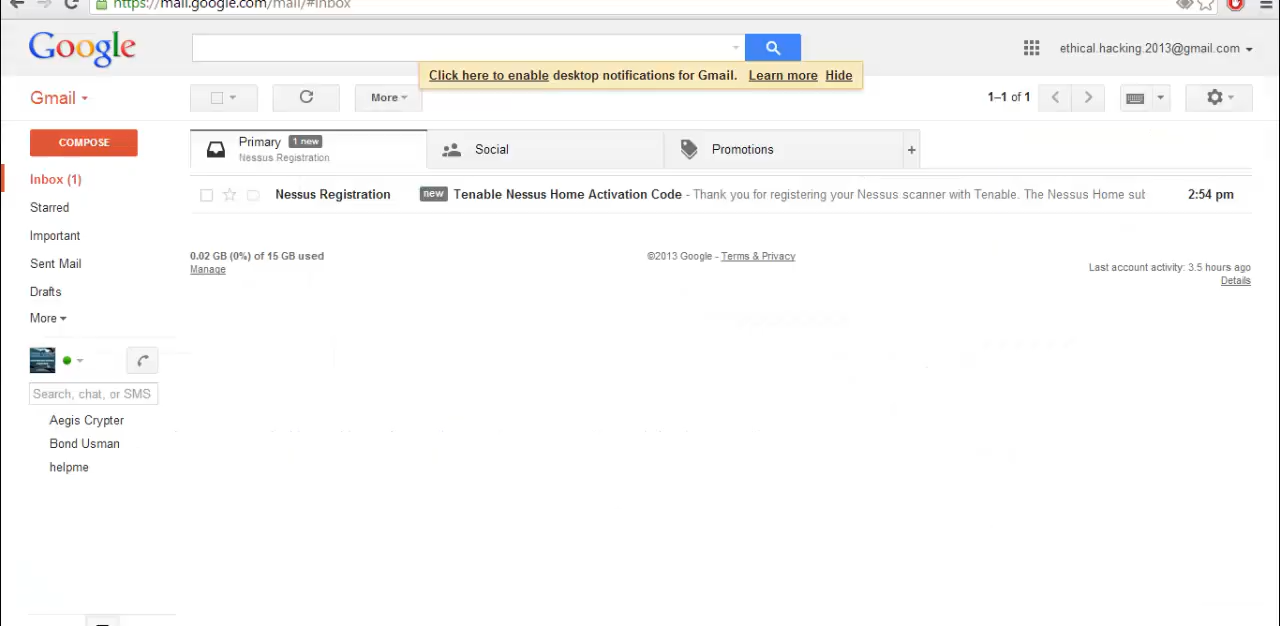 https://mail.google.com/mail/#inbox
Google
ethical.hacking.2013@gmail.com
Click here to enable desktop notifications for Gmail. Learn more Hide
Gmail
More
1–1 of 1
COMPOSE
Primary 1 new
Nessus Registration
Social
Promotions
+
Inbox (1)
Nessus Registration new Tenable Nessus Home Activation Code - Thank you for registering your Nessus scanner with Tenable. The Nessus Home sub 2:54 pm
Starred
Important
Sent Mail
Drafts
More
0.02 GB (0%) of 15 GB used
Manage
©2013 Google - Terms & Privacy
Last account activity: 3.5 hours ago
Details
Search, chat, or SMS
Aegis Crypter
Bond Usman
helpme